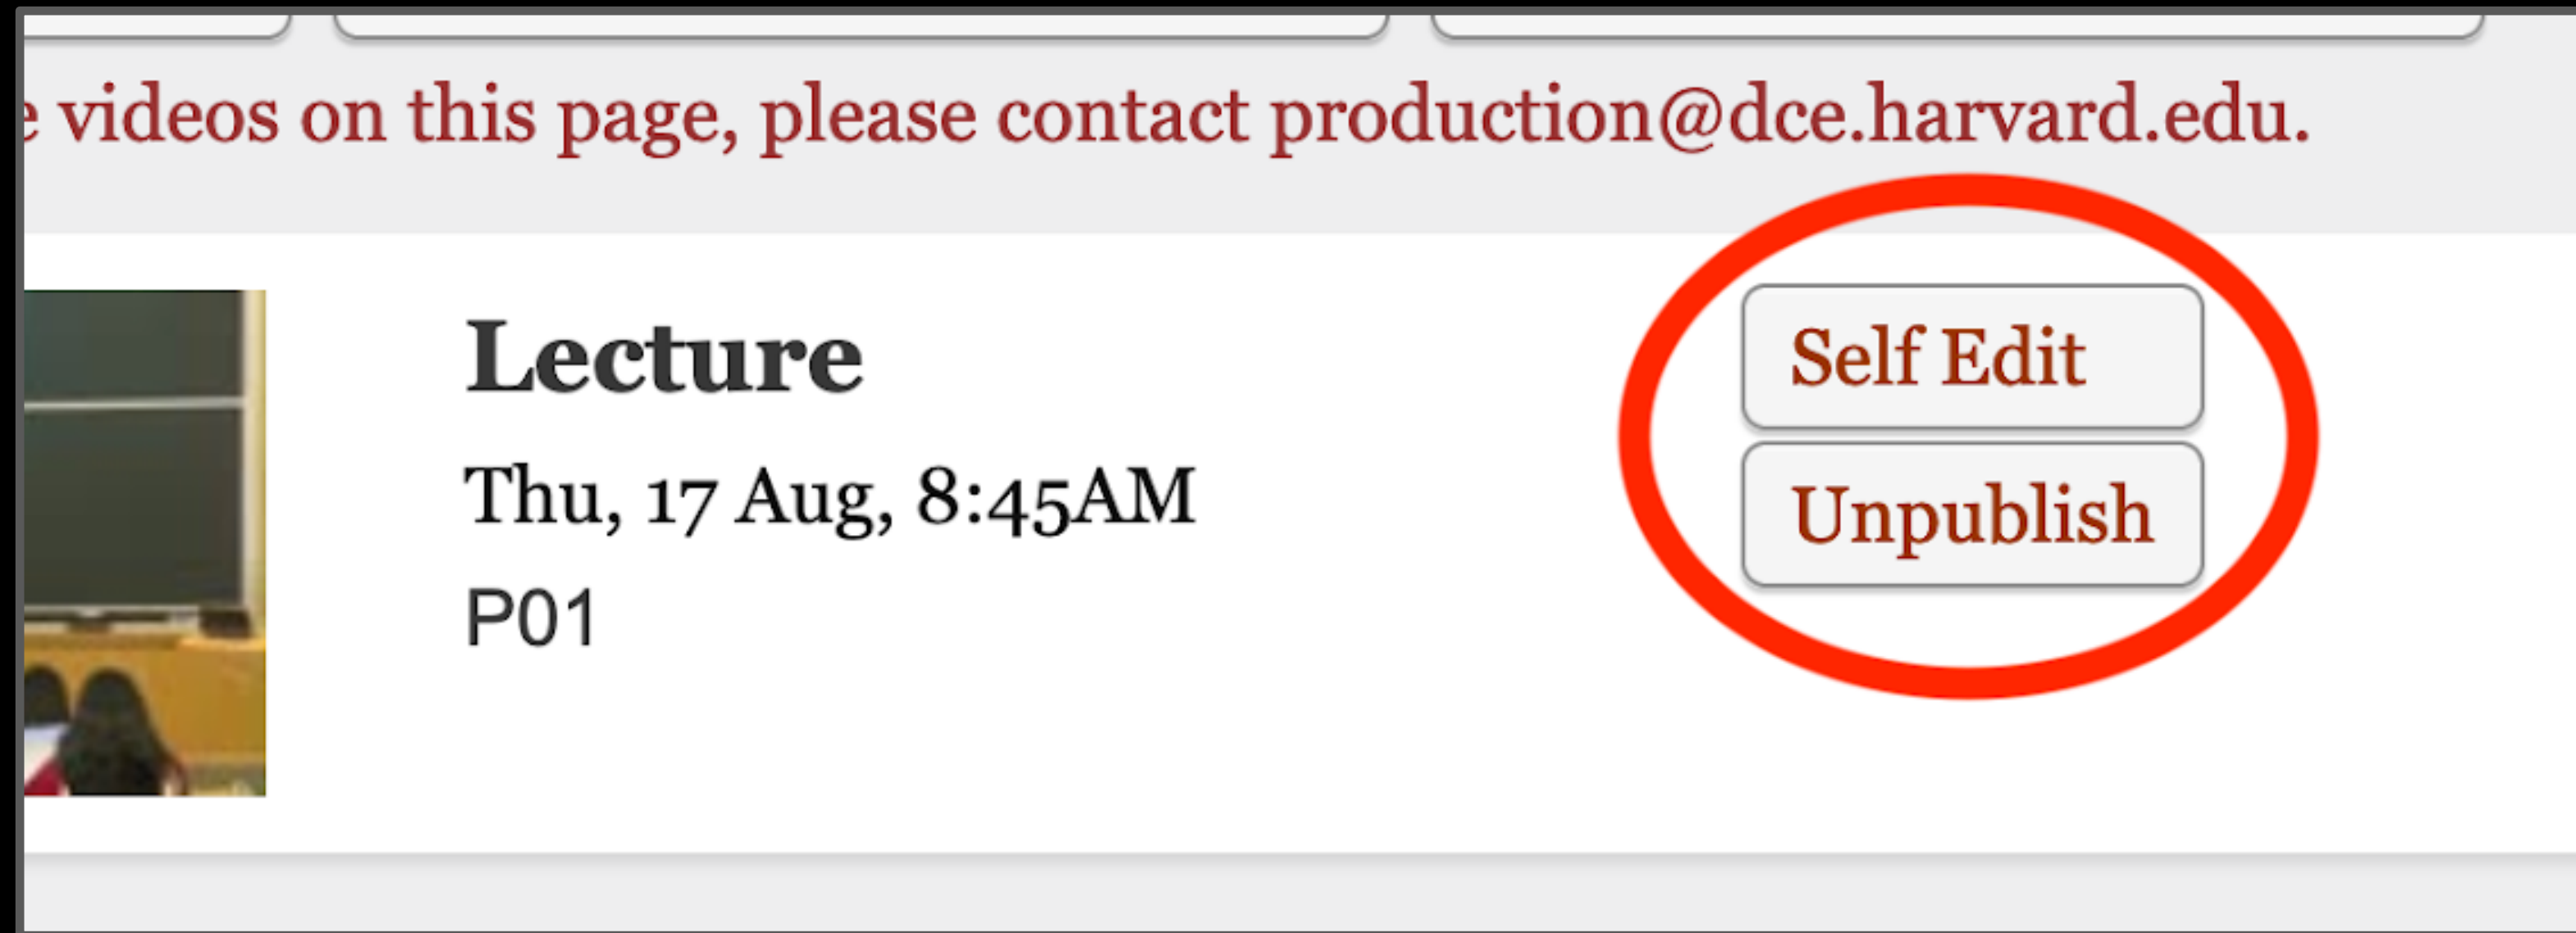 videos on this page, please contact production@dce.harvard.edu.
Lecture
Self Edit
Thu, 17 Aug, 8:45AM
Unpublish
P01